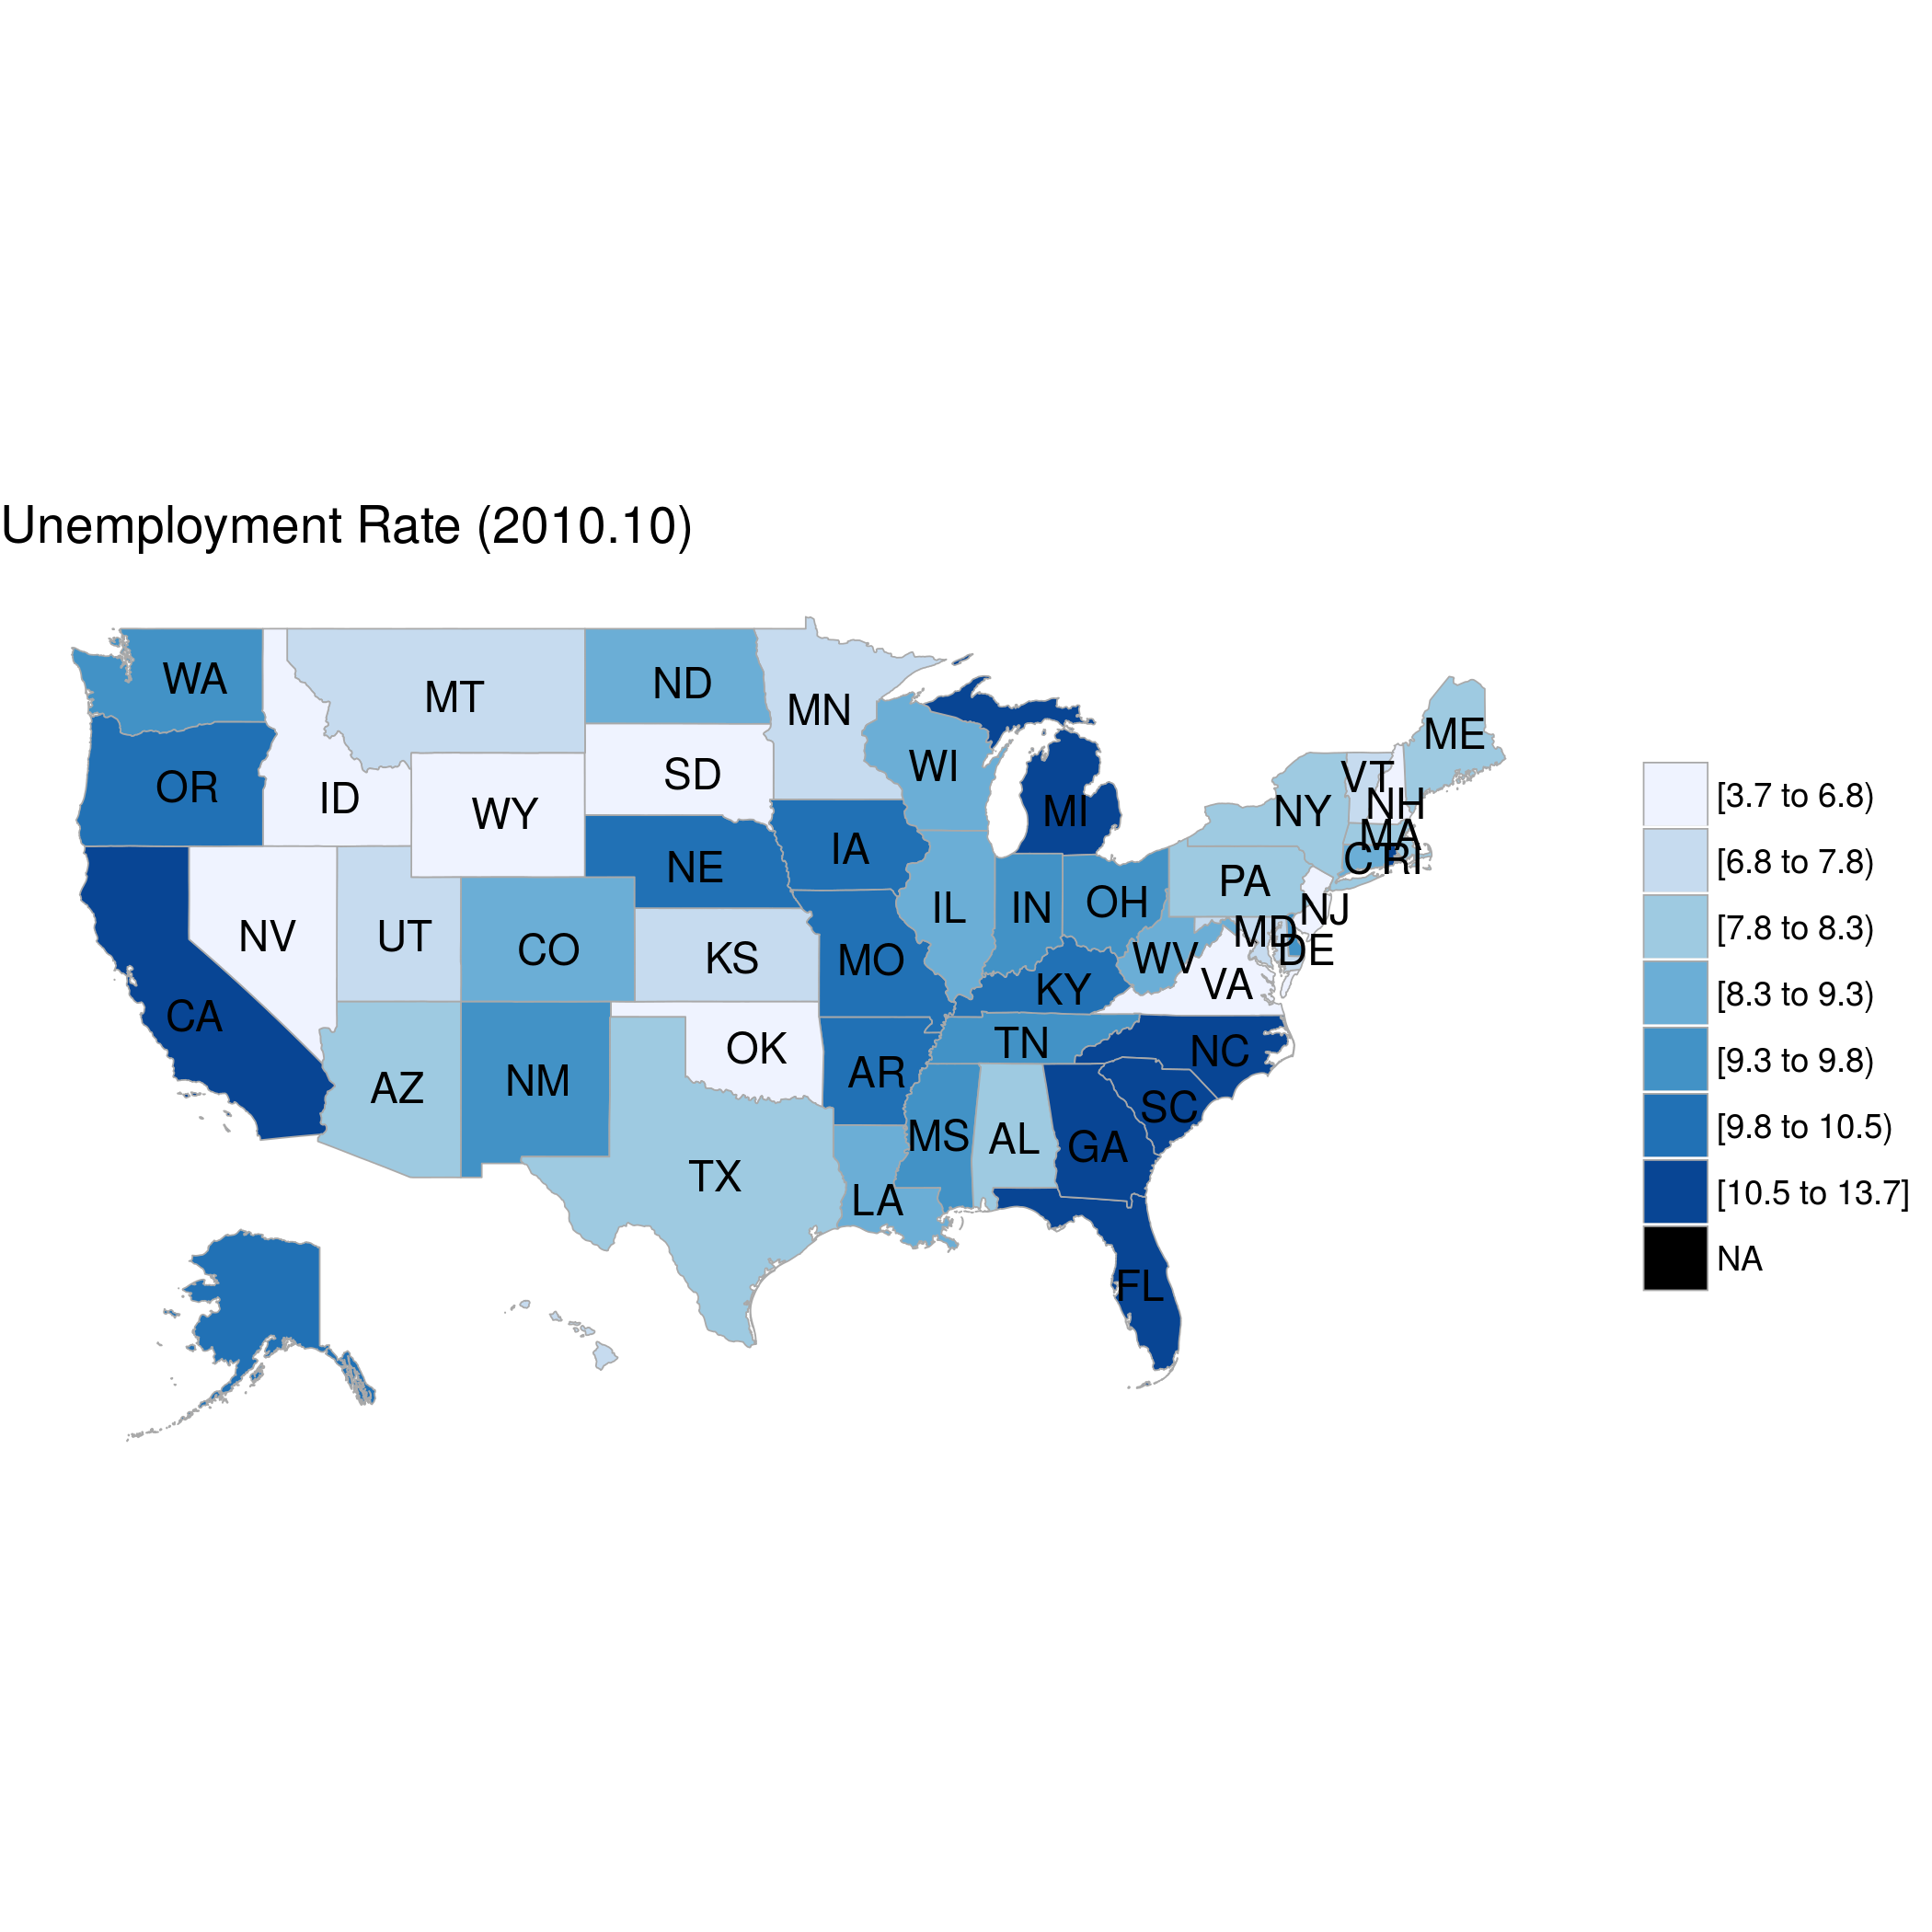 Unemployment Rate (2010.10)
WA
MT
ND
MN
OR
ID
WY
SD
WI
MI
ME
VT
NH
NY
MA
CT
RI
NE
IA
PA
NV
UT
CO
KS
MO
IL
IN
OH
NJ
MD
DE
WV
VA
KY
CA
AZ
NM
OK
AR
TN
NC
SC
TX
LA
MS
AL
GA
FL
[3.7 to 6.8)
[6.8 to 7.8)
[7.8 to 8.3)
[8.3 to 9.3)
[9.3 to 9.8)
[9.8 to 10.5)
[10.5 to 13.7]
NA